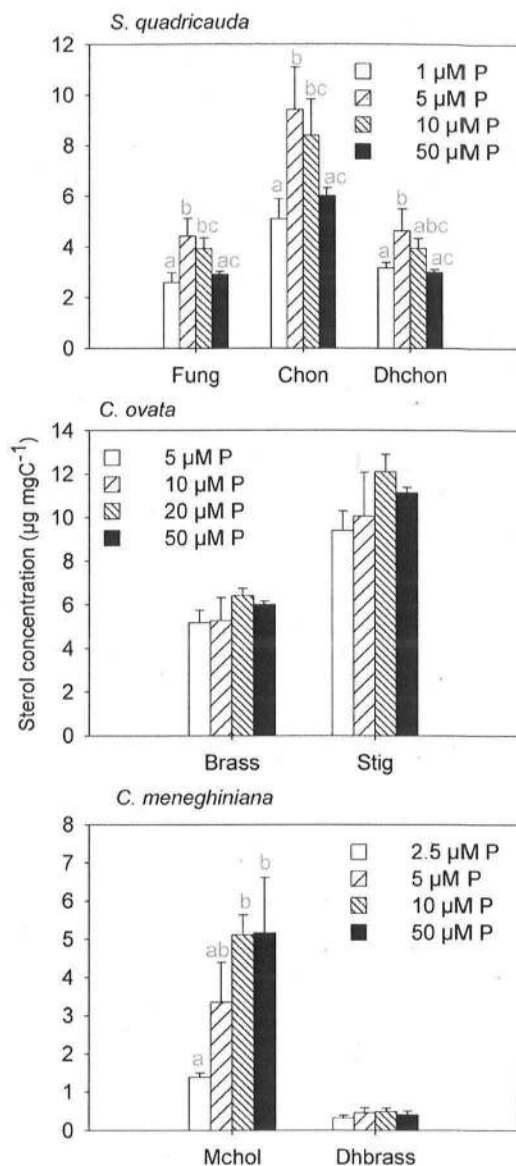 S. quadricauda
12
10
8
6
4
2
0
1 µM P
5 µM P
10 µM P
50 µM P
a b bc ac
a b bc ac
a b abc ac
Fung Chon Dhchon
Sterol concentration (µg mgC⁻¹)
C. ovata
14
12
10
8
6
4
2
0
5 µM P
10 µM P
20 µM P
50 µM P
Brass Stig
C. meneghiniana
8
7
6
5
4
3
2
1
0
2.5 µM P
5 µM P
10 µM P
50 µM P
a ab b b
Mchol Dhbrass